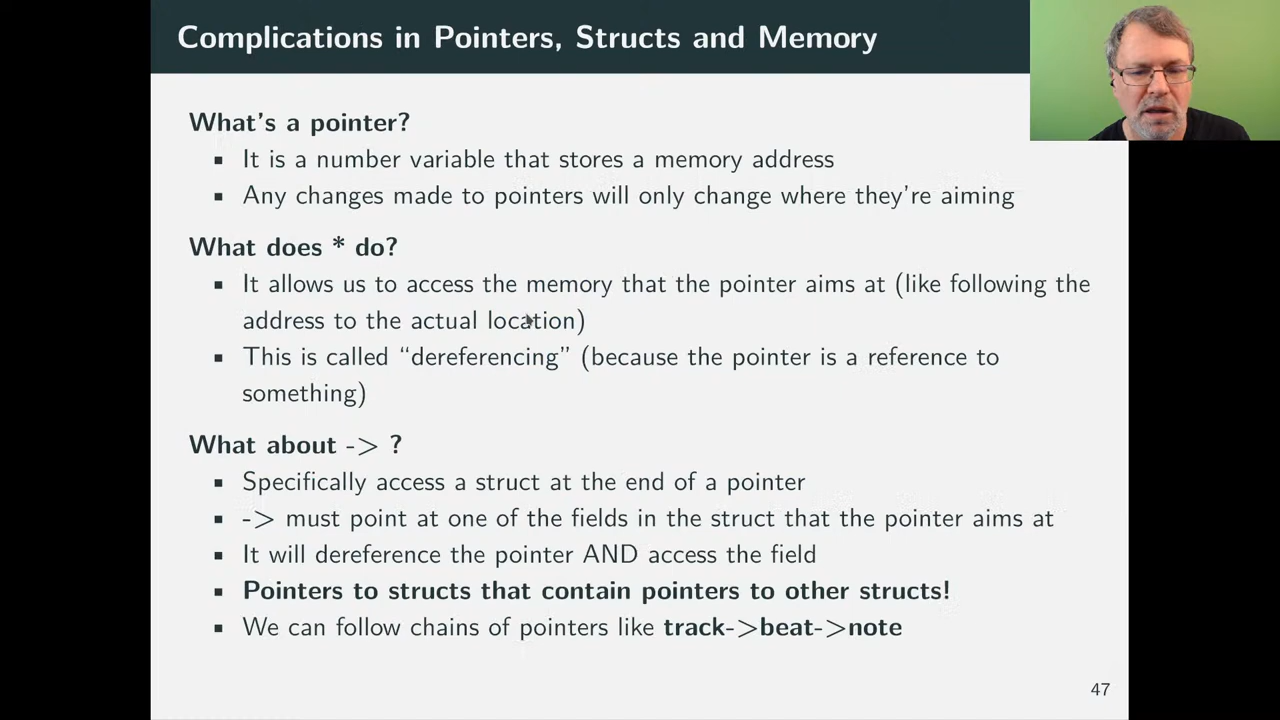 Complications in Pointers, Structs and Memory
What's a pointer?
▪ It is a number variable that stores a memory address
▪ Any changes made to pointers will only change where they're aiming
What does * do?
▪ It allows us to access the memory that the pointer aims at (like following the
address to the actual location)
▪ This is called “dereferencing” (because the pointer is a reference to
something)
What about -> ?
▪ Specifically access a struct at the end of a pointer
▪ -> must point at one of the fields in the struct that the pointer aims at
▪ It will dereference the pointer AND access the field
▪ Pointers to structs that contain pointers to other structs!
▪ We can follow chains of pointers like track->beat->note
47